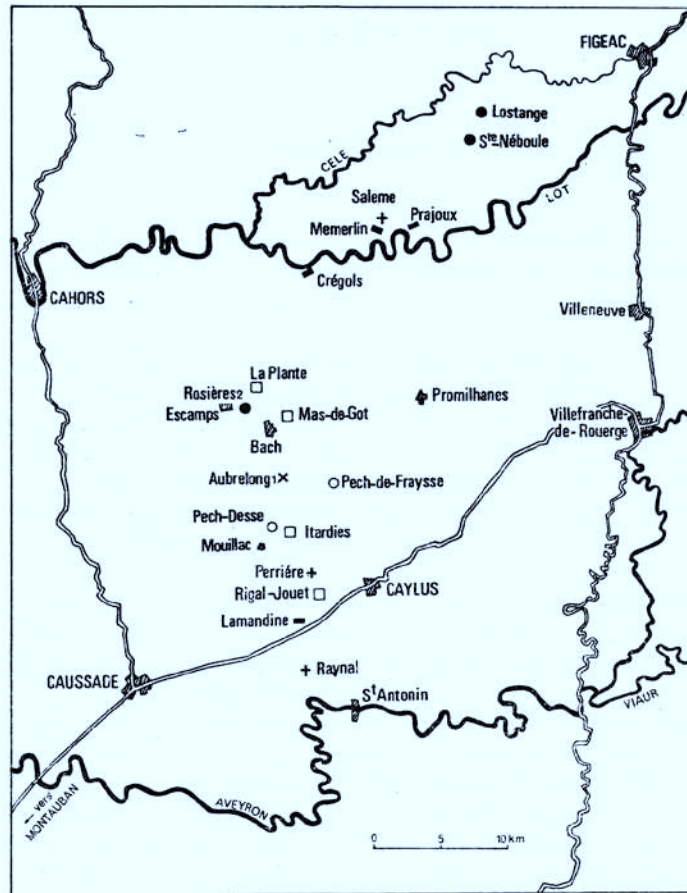 FIGEAC
Lostange
Ste-Néboule
CELE
LOT
Saleme
Memerlin
Prajoux
Crégols
CAHORS
Villeneuve
La Plante
Rosières2
Escamps
Mas-de-Got
Bach
Promilhanes
Villefranche-
de-Rouergue
Aubrelong1
Pech-de-Fraysse
Pech-Desse
Itardies
Mouillac
Perriére
Rigal-Jouet
CAYLUS
Lamandine
CAUSSADE
Raynal
St Antonin
VIAUR
AVEYRON
← vers
MONTAUBAN
0 5 10 km